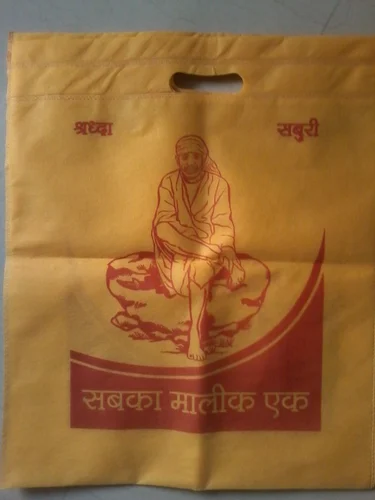 श्रध्दा सबुरी
सबका मालीक एक